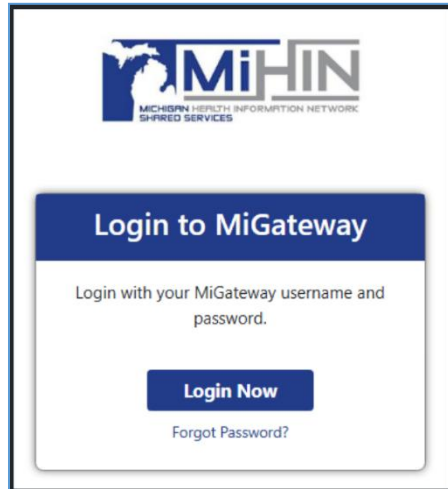 MiHIN
MICHIGAN HEALTH INFORMATION NETWORK
SHARED SERVICES
Login to MiGateway
Login with your MiGateway username and
password.
Login Now
Forgot Password?